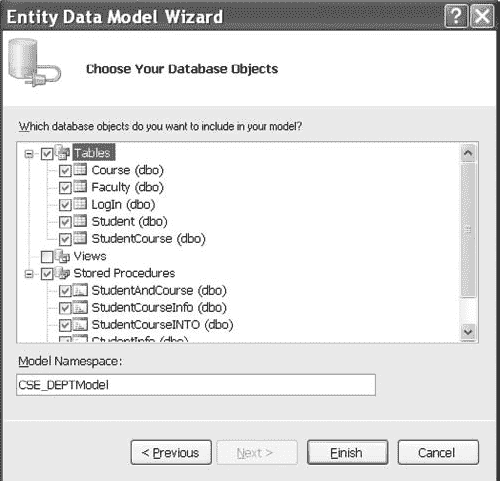 Entity Data Model Wizard
Choose Your Database Objects
Which database objects do you want to include in your model?
Tables
Course (dbo)
Faculty (dbo)
LogIn (dbo)
Student (dbo)
StudentCourse (dbo)
Views
Stored Procedures
StudentAndCourse (dbo)
StudentCourseInfo (dbo)
StudentCourseINTO (dbo)
StudentInfo (dbo)
Model Namespace:
CSE_DEPTModel
< Previous
Next >
Finish
Cancel